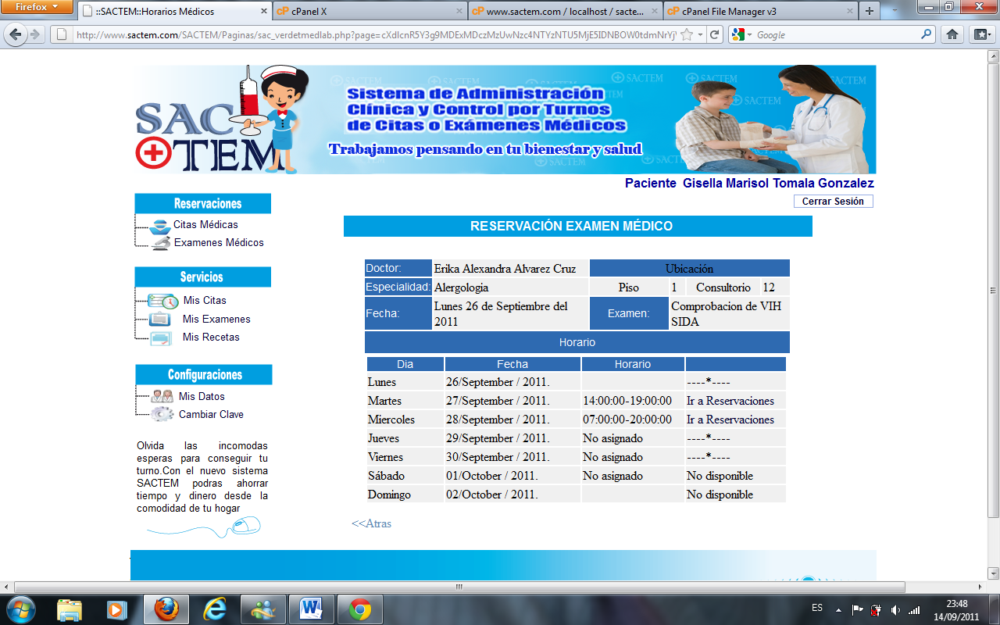 Firefox
::SACTEM::Horarios Médicos
cPanel X
www.sactem.com / localhost / sacte...
cPanel File Manager v3
http://www.sactem.com/SACTEM/Paginas/sac_verdetmedlab.php?page=
Google
SACTEM
Sistema de Administración
Clínica y Control por Turnos
de Citas o Exámenes Médicos
Trabajamos pensando en tu bienestar y salud
Paciente Gisella Marisol Tomala Gonzalez
Cerrar Sesión
Reservaciones
Citas Médicas
Examenes Médicos
Servicios
Mis Citas
Mis Examenes
Mis Recetas
Configuraciones
Mis Datos
Cambiar Clave
Olvida las incomodas
esperas para conseguir tu
turno.Con el nuevo sistema
SACTEM podras ahorrar
tiempo y dinero desde la
comodidad de tu hogar
RESERVACIÓN EXAMEN MÉDICO
Doctor: Erika Alexandra Alvarez Cruz Ubicación
Especialidad: Alergologia Piso 1 Consultorio 12
Fecha: Lunes 26 de Septiembre del 2011 Examen: Comprobacion de VIH SIDA
Horario
Dia Fecha Horario
Lunes 26/September / 2011. ----*----
Martes 27/September / 2011. 14:00:00-19:00:00 Ir a Reservaciones
Miercoles 28/September / 2011. 07:00:00-20:00:00 Ir a Reservaciones
Jueves 29/September / 2011. No asignado ----*----
Viernes 30/September / 2011. No asignado ----*----
Sábado 01/October / 2011. No asignado No disponible
Domingo 02/October / 2011. No disponible
<<Atras
ES
23:48
14/09/2011